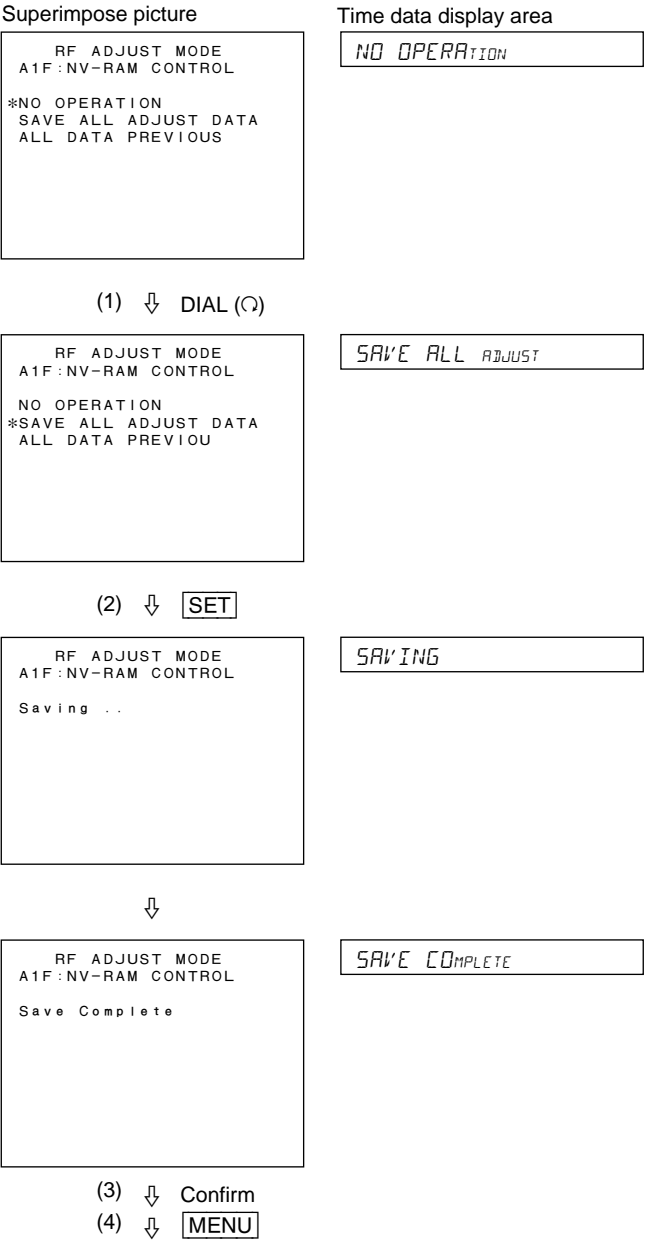 Superimpose picture
Time data display area
RF ADJUST MODE
A1F:NV-RAM CONTROL
*NO OPERATION
SAVE ALL ADJUST DATA
ALL DATA PREVIOUS
NO OPERATION
(1) ⇩ DIAL (↻)
RF ADJUST MODE
A1F:NV-RAM CONTROL
NO OPERATION
*SAVE ALL ADJUST DATA
ALL DATA PREVIOU
SAVE ALL ADJUST
(2) ⇩ SET
RF ADJUST MODE
A1F:NV-RAM CONTROL
Saving ..
SAVING
⇩
RF ADJUST MODE
A1F:NV-RAM CONTROL
Save Complete
SAVE COMPLETE
(3) ⇩ Confirm
(4) ⇩ MENU